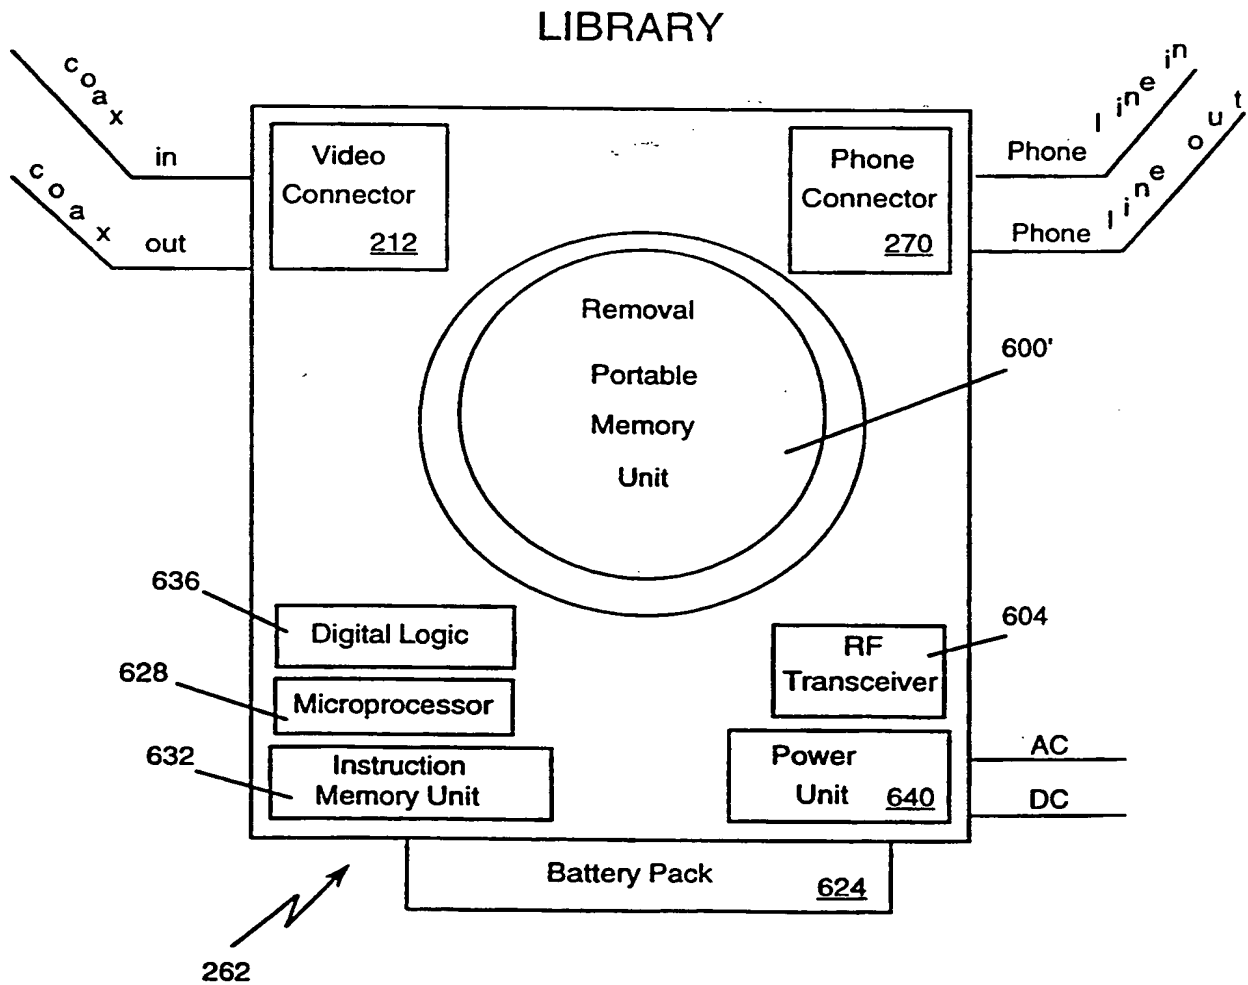 LIBRARY
coax in
coax out
Video
Connector
212
Phone
Connector
270
Phone line in
Phone line out
Removal
Portable
Memory
Unit
600'
636
Digital Logic
628
Microprocessor
632
Instruction
Memory Unit
RF
Transceiver
604
Power
Unit 640
AC
DC
Battery Pack 624
262